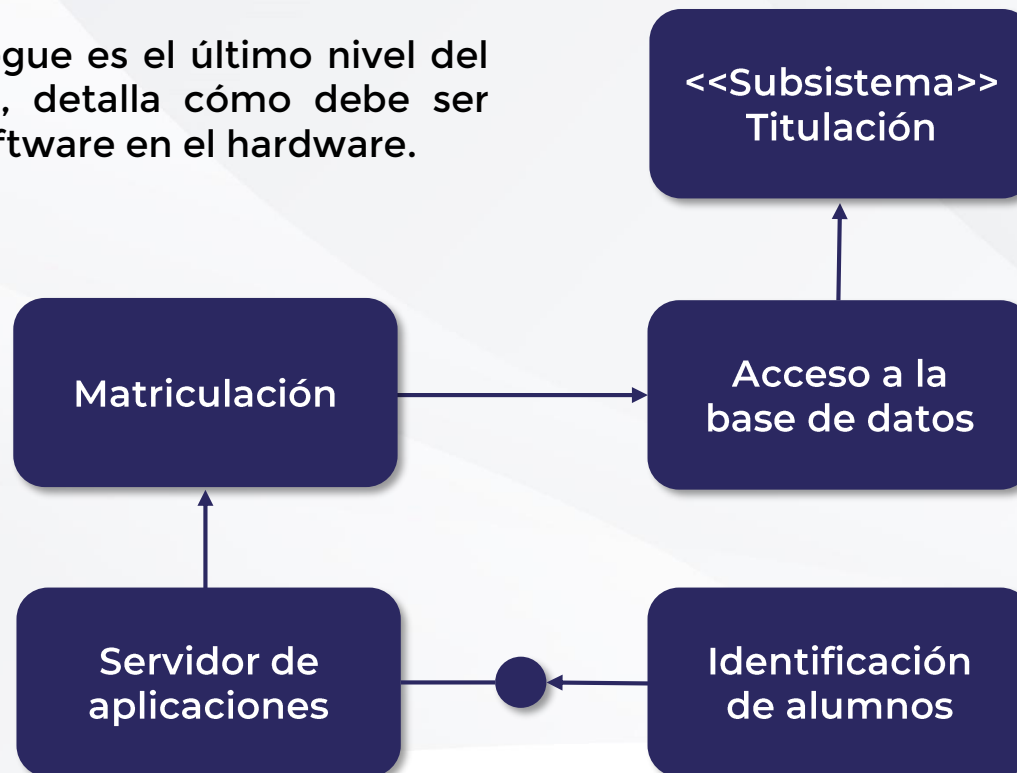 gue es el último nivel del
, detalla cómo debe ser
ftware en el hardware.
<<Subsistema>>
Titulación
Matriculación
Acceso a la
base de datos
Servidor de
aplicaciones
Identificación
de alumnos